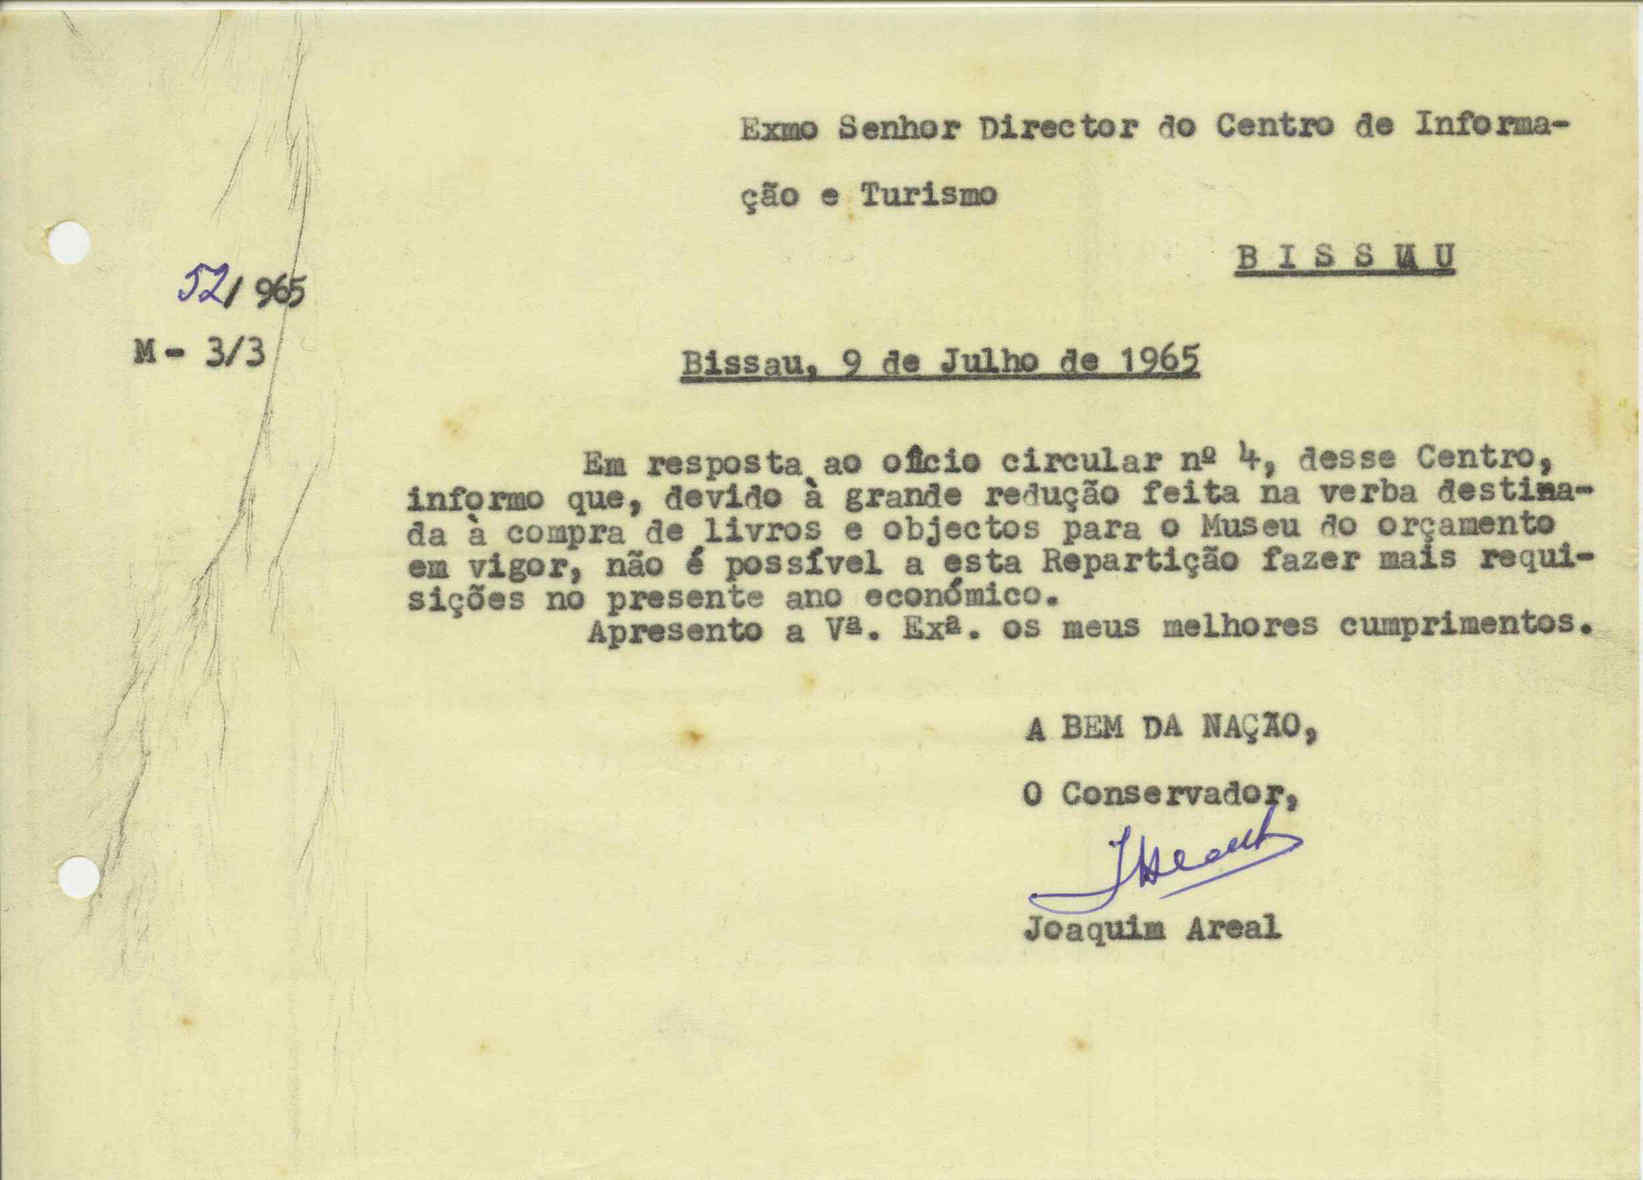 Exmo Senhor Director do Centro de Informa-
ção e Turismo
BISSAU
52/965
M - 3/3
Bissau, 9 de Julho de 1965
Em resposta ao oficio circular nº 4, desse Centro,
informo que, devido à grande redução feita na verba destina-
da à compra de livros e objectos para o Museu do orçamento
em vigor, não é possível a esta Repartição fazer mais requi-
sições no presente ano económico.
Apresento a Vª. Exª. os meus melhores cumprimentos.
A BEM DA NAÇÃO,
O Conservador,
Joaquim Areal